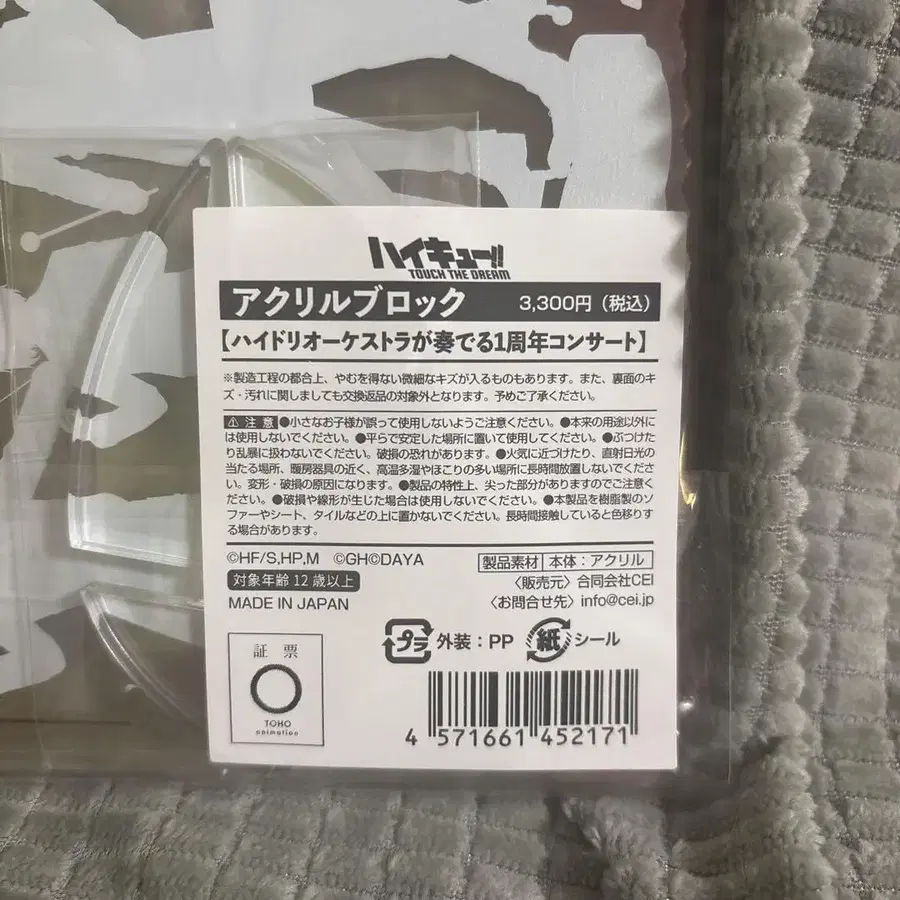 ハイキュー!!
TOUCH THE DREAM
アクリルブロック 3,300円（税込）
【ハイドリオーケストラが奏でる1周年コンサート】
※製造工程の都合上、やむを得ない微細なキズが入るものもあります。また、裏面のキ
ズ・汚れに関しましても交換返品の対象外となります。予めご了承ください。
⚠注意 ●小さなお子様が誤って使用しないようご注意ください。●本来の用途以外に
は使用しないでください。●平らで安定した場所に置いて使用してください。●ぶつけた
り乱暴に扱わないでください。破損の恐れがあります。●火気に近づけたり、直射日光の
当たる場所、暖房器具の近く、高温多湿やほこりの多い場所に長時間放置しないでくださ
い。変形・破損の原因になります。●製品の特性上、尖った部分がありますのでご注意く
ださい。●破損や線形が生じた場合は使用しないでください。●本製品を樹脂製のソ
ファーやシート、タイルなどの上に置かないでください。長時間接触していると色移りす
る場合があります。
©HF/S,HP,M ©GH©DAYA
製品素材 本体：アクリル
対象年齢12歳以上
〈販売元〉合同会社CEI
MADE IN JAPAN
〈お問合せ先〉info@cei.jp
プラ 外装：PP 紙 シール
証票
TOHO
animation
4 571661 452171